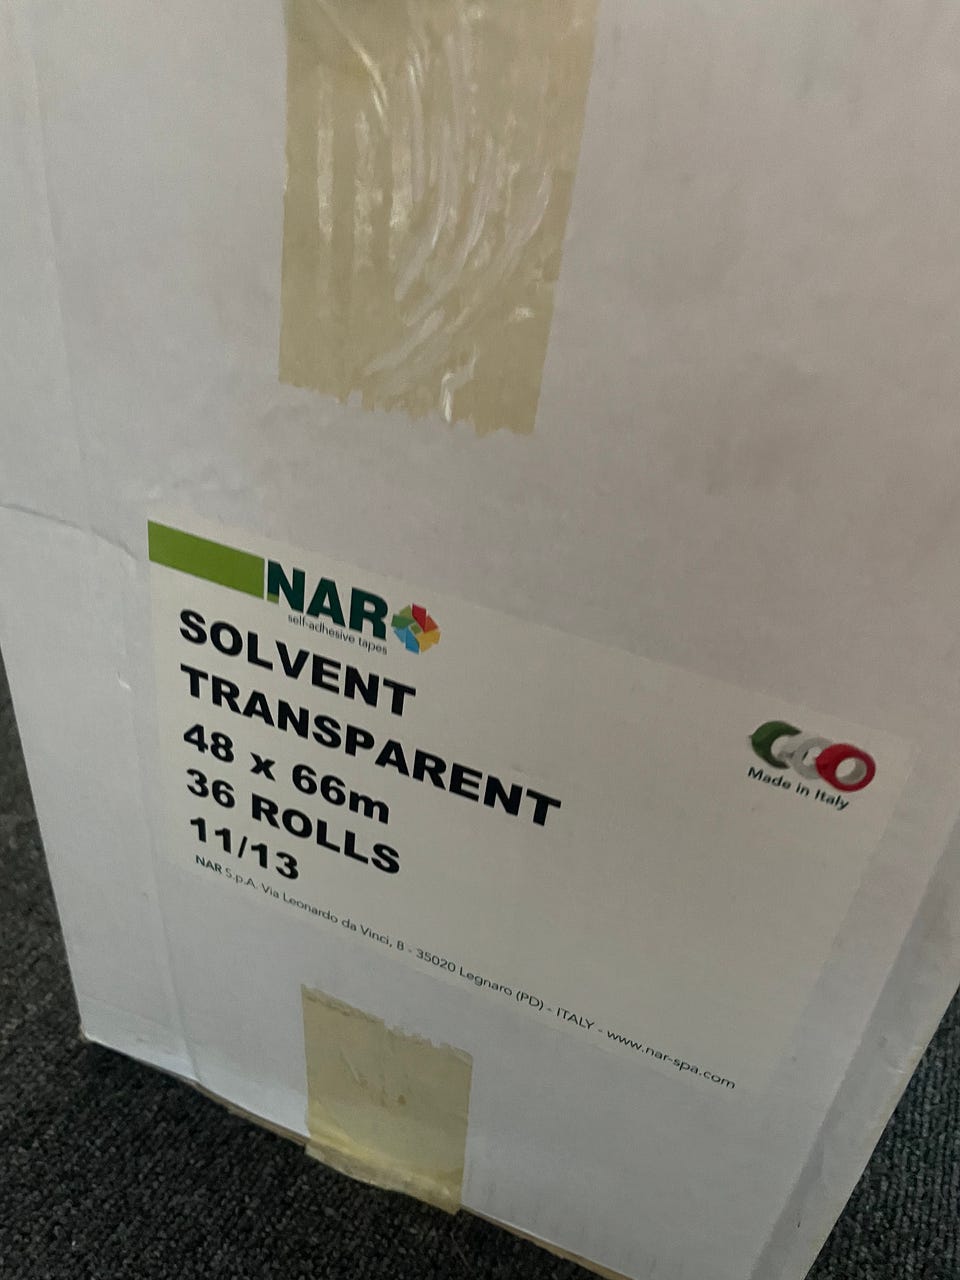 NAR
self-adhesive tapes
SOLVENT
TRANSPARENT
48 x 66m
36 ROLLS
11/13
Made in Italy
NAR S.p.A. Via Leonardo da Vinci, 8 - 35020 Legnaro (PD) - ITALY - www.nar-spa.com